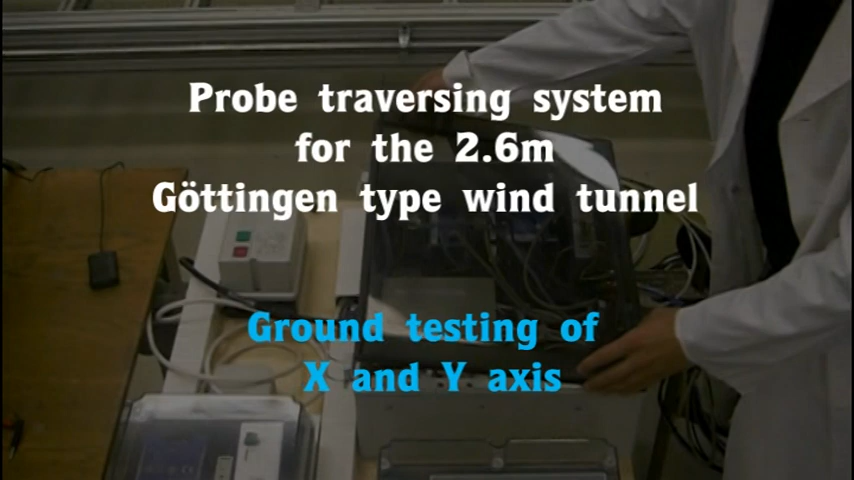 Probe traversing system
for the 2.6m
Göttingen type wind tunnel
Ground testing of
X and Y axis